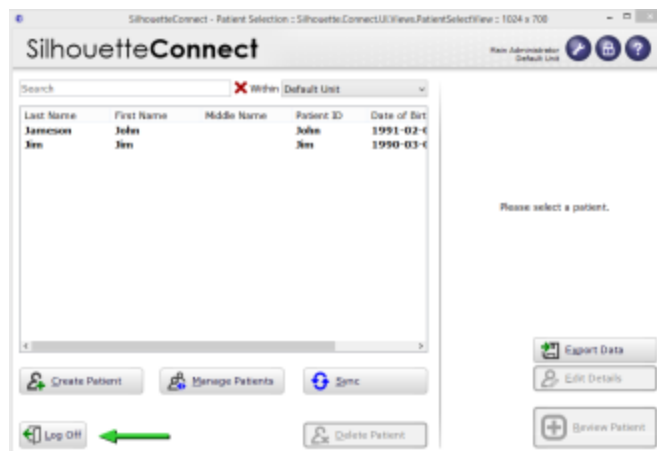 SilhouetteConnect - Patient Selection :: Silhouette.Connect.UI.Views.PatientSelectView :: 1024 x 700
SilhouetteConnect
Main Administrator
Default Unit
Search
Within
Default Unit
Last Name First Name Middle Name Patient ID Date of Birt
Jameson John John 1991-02-0
Jim Jim Jim 1990-03-0
Please select a patient.
Export Data
Create Patient Manage Patients Sync
Edit Details
Log Off
Delete Patient
Review Patient